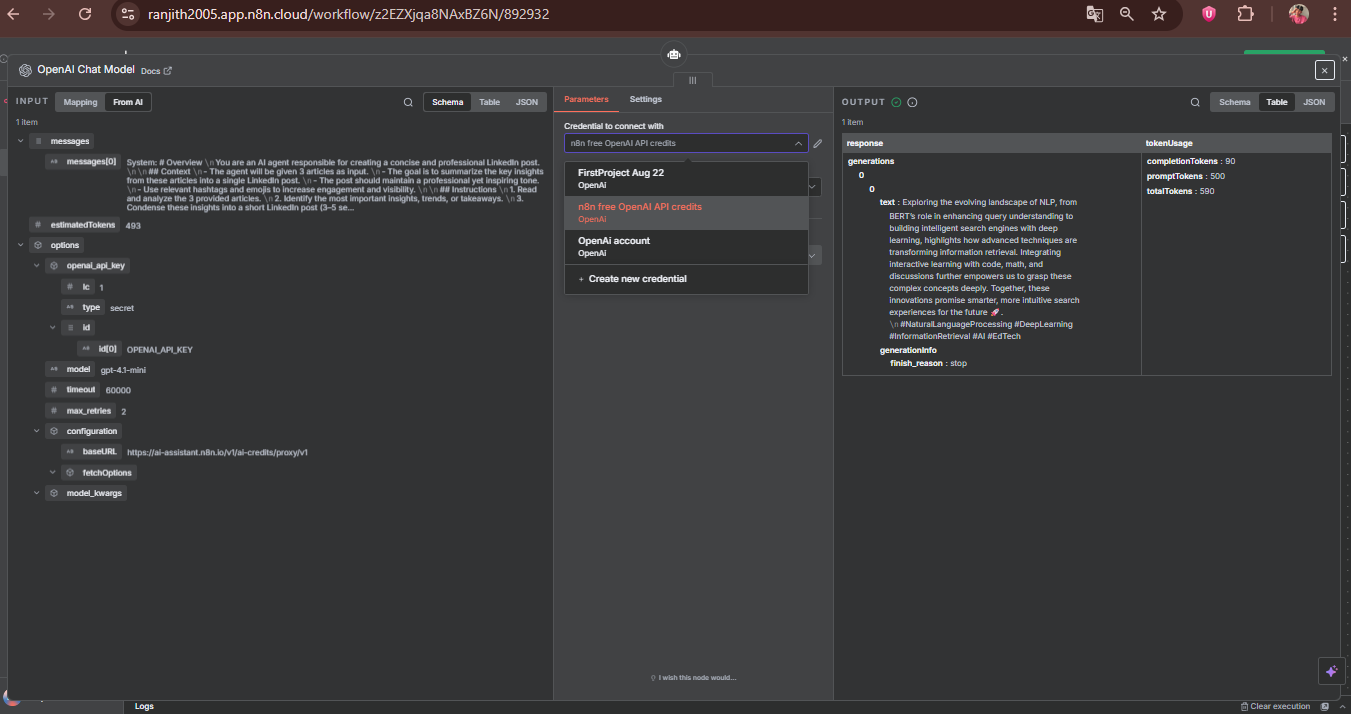 ranjith2005.app.n8n.cloud/workflow/z2EZXjqa8NAxBZ6N/892932
OpenAI Chat Model Docs
INPUT Mapping From AI Schema Table JSON
1 item
messages
messages[0] System: # Overview \n You are an AI agent responsible for creating a concise and professional LinkedIn post.
\n \n ## Context \n - The agent will be given 3 articles as input. \n - The goal is to summarize the key insights
from these articles into a single LinkedIn post. \n - The post should maintain a professional yet inspiring tone.
\n - Use relevant hashtags and emojis to increase engagement and visibility. \n \n ## Instructions \n 1. Read
and analyze the 3 provided articles. \n 2. Identify the most important insights, trends, or takeaways. \n 3.
Condense these insights into a short LinkedIn post (3–5 se...
# estimatedTokens 493
options
openai_api_key
# lc 1
type secret
id
id[0] OPENAI_API_KEY
model gpt-4.1-mini
# timeout 60000
# max_retries 2
configuration
baseURL https://ai-assistant.n8n.io/v1/ai-credits/proxy/v1
fetchOptions
model_kwargs
Parameters Settings
Credential to connect with
n8n free OpenAI API credits
FirstProject Aug 22
OpenAi
n8n free OpenAI API credits
OpenAi
OpenAi account
OpenAi
+ Create new credential
I wish this node would...
OUTPUT Schema Table JSON
1 item
response tokenUsage
generations
0
0
text : Exploring the evolving landscape of NLP, from
BERT's role in enhancing query understanding to
building intelligent search engines with deep
learning, highlights how advanced techniques are
transforming information retrieval. Integrating
interactive learning with code, math, and
discussions further empowers us to grasp these
complex concepts deeply. Together, these
innovations promise smarter, more intuitive search
experiences for the future 🚀.
\n #NaturalLanguageProcessing #DeepLearning
#InformationRetrieval #AI #EdTech
generationInfo
finish_reason : stop
completionTokens : 90
promptTokens : 500
totalTokens : 590
Logs
Clear execution